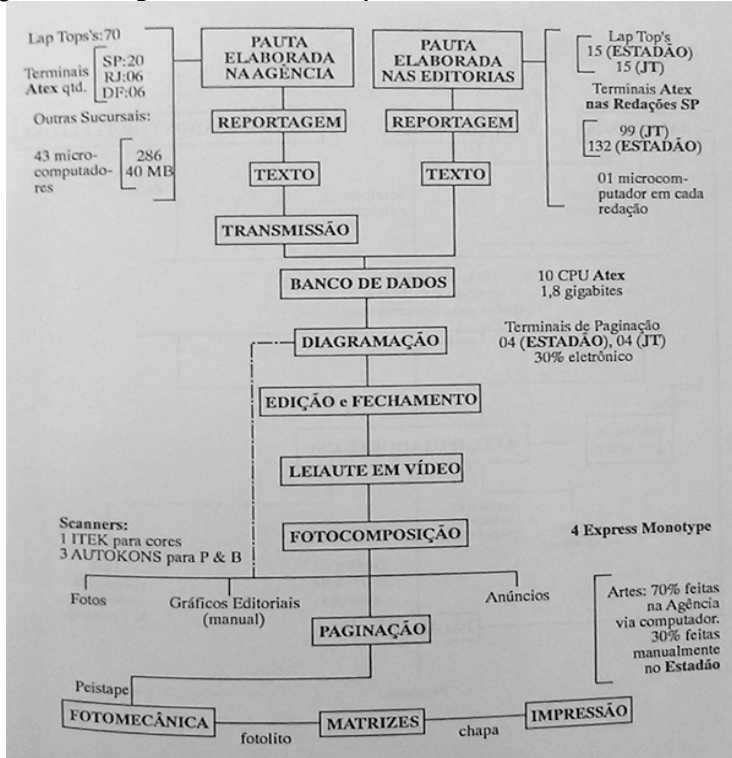 Lap Tops's: 70
Terminais
Atex qtd.
SP:20
RJ:06
DF:06
Outras Sucursais:
43 micro-
computado-
res
286
40 MB
PAUTA
ELABORADA
NA AGÊNCIA
PAUTA
ELABORADA
NAS EDITORIAS
Lap Top's
15 (ESTADÃO)
15 (JT)
Terminais Atex
nas Redações SP
99 (JT)
132 (ESTADÃO)
01 microcom-
putador em cada
redação
REPORTAGEM
REPORTAGEM
TEXTO
TEXTO
TRANSMISSÃO
BANCO DE DADOS
10 CPU Atex
1,8 gigabites
DIAGRAMAÇÃO
Terminais de Paginação
04 (ESTADÃO), 04 (JT)
30% eletrônico
EDIÇÃO e FECHAMENTO
LEIAUTE EM VÍDEO
Scanners:
1 ITEK para cores
3 AUTOKONS para P & B
FOTOCOMPOSIÇÃO
4 Express Monotype
Fotos
Gráficos Editoriais
(manual)
Anúncios
PAGINAÇÃO
Artes: 70% feitas
na Agência
via computador.
30% feitas
manualmente
no Estadão
Peistape
FOTOMECÂNICA
fotolito
MATRIZES
chapa
IMPRESSÃO